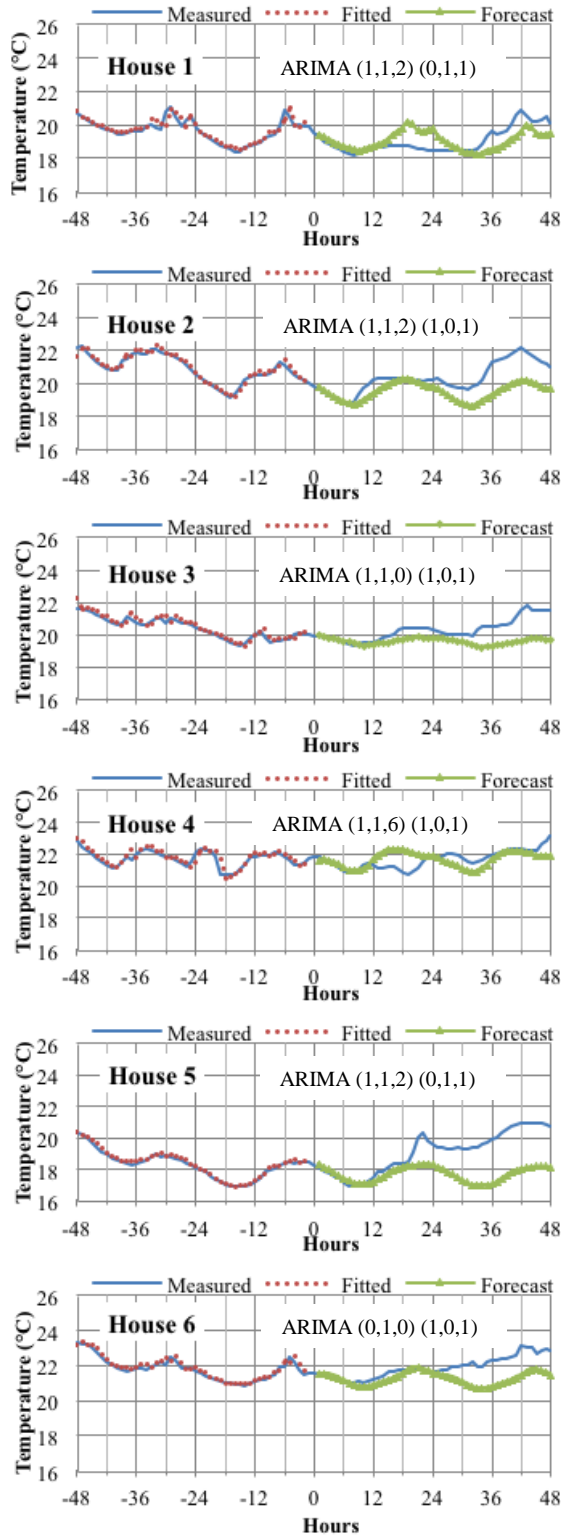 Measured Fitted Forecast
26
24
22
20
18
16
Temperature (°C)
House 1 ARIMA (1,1,2) (0,1,1)
-48 -36 -24 -12 0 12 24 36 48
Hours
Measured Fitted Forecast
26
24
22
20
18
16
Temperature (°C)
House 2 ARIMA (1,1,2) (1,0,1)
-48 -36 -24 -12 0 12 24 36 48
Hours
Measured Fitted Forecast
26
24
22
20
18
16
Temperature (°C)
House 3 ARIMA (1,1,0) (1,0,1)
-48 -36 -24 -12 0 12 24 36 48
Hours
Measured Fitted Forecast
26
24
22
20
18
16
Temperature (°C)
House 4 ARIMA (1,1,6) (1,0,1)
-48 -36 -24 -12 0 12 24 36 48
Hours
Measured Fitted Forecast
26
24
22
20
18
16
Temperature (°C)
House 5 ARIMA (1,1,2) (0,1,1)
-48 -36 -24 -12 0 12 24 36 48
Hours
Measured Fitted Forecast
26
24
22
20
18
16
Temperature (°C)
House 6 ARIMA (0,1,0) (1,0,1)
-48 -36 -24 -12 0 12 24 36 48
Hours